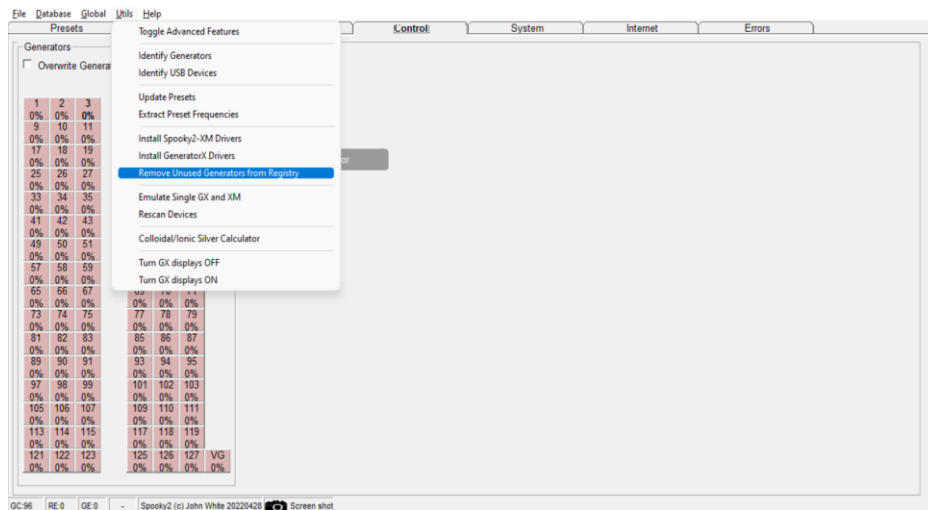 File Database Global Utils Help
Presets Control System Internet Errors
Toggle Advanced Features
Identify Generators
Identify USB Devices
Update Presets
Extract Preset Frequencies
Install Spooky2-XM Drivers
Install GeneratorX Drivers
Remove Unused Generators from Registry
Emulate Single GX and XM
Rescan Devices
Colloidal/Ionic Silver Calculator
Turn GX displays OFF
Turn GX displays ON
Generators
Overwrite
1 2 3
0% 0% 0%
9 10 11
0% 0% 0%
17 18 19
0% 0% 0%
25 26 27
0% 0% 0%
33 34 35
0% 0% 0%
41 42 43
0% 0% 0%
49 50 51
0% 0% 0%
57 58 59
0% 0% 0%
65 66 67
0% 0% 0% 0% 0% 0%
73 74 75 77 78 79
0% 0% 0% 0% 0% 0%
81 82 83 85 86 87
0% 0% 0% 0% 0% 0%
89 90 91 93 94 95
0% 0% 0% 0% 0% 0%
97 98 99 101 102 103
0% 0% 0% 0% 0% 0%
105 106 107 109 110 111
0% 0% 0% 0% 0% 0%
113 114 115 117 118 119
0% 0% 0% 0% 0% 0%
121 122 123 125 126 127 VG
0% 0% 0% 0% 0% 0% 0%
GC:96 RE:0 GE:0 - Spooky2 (c) John White 20220428 Screen shot